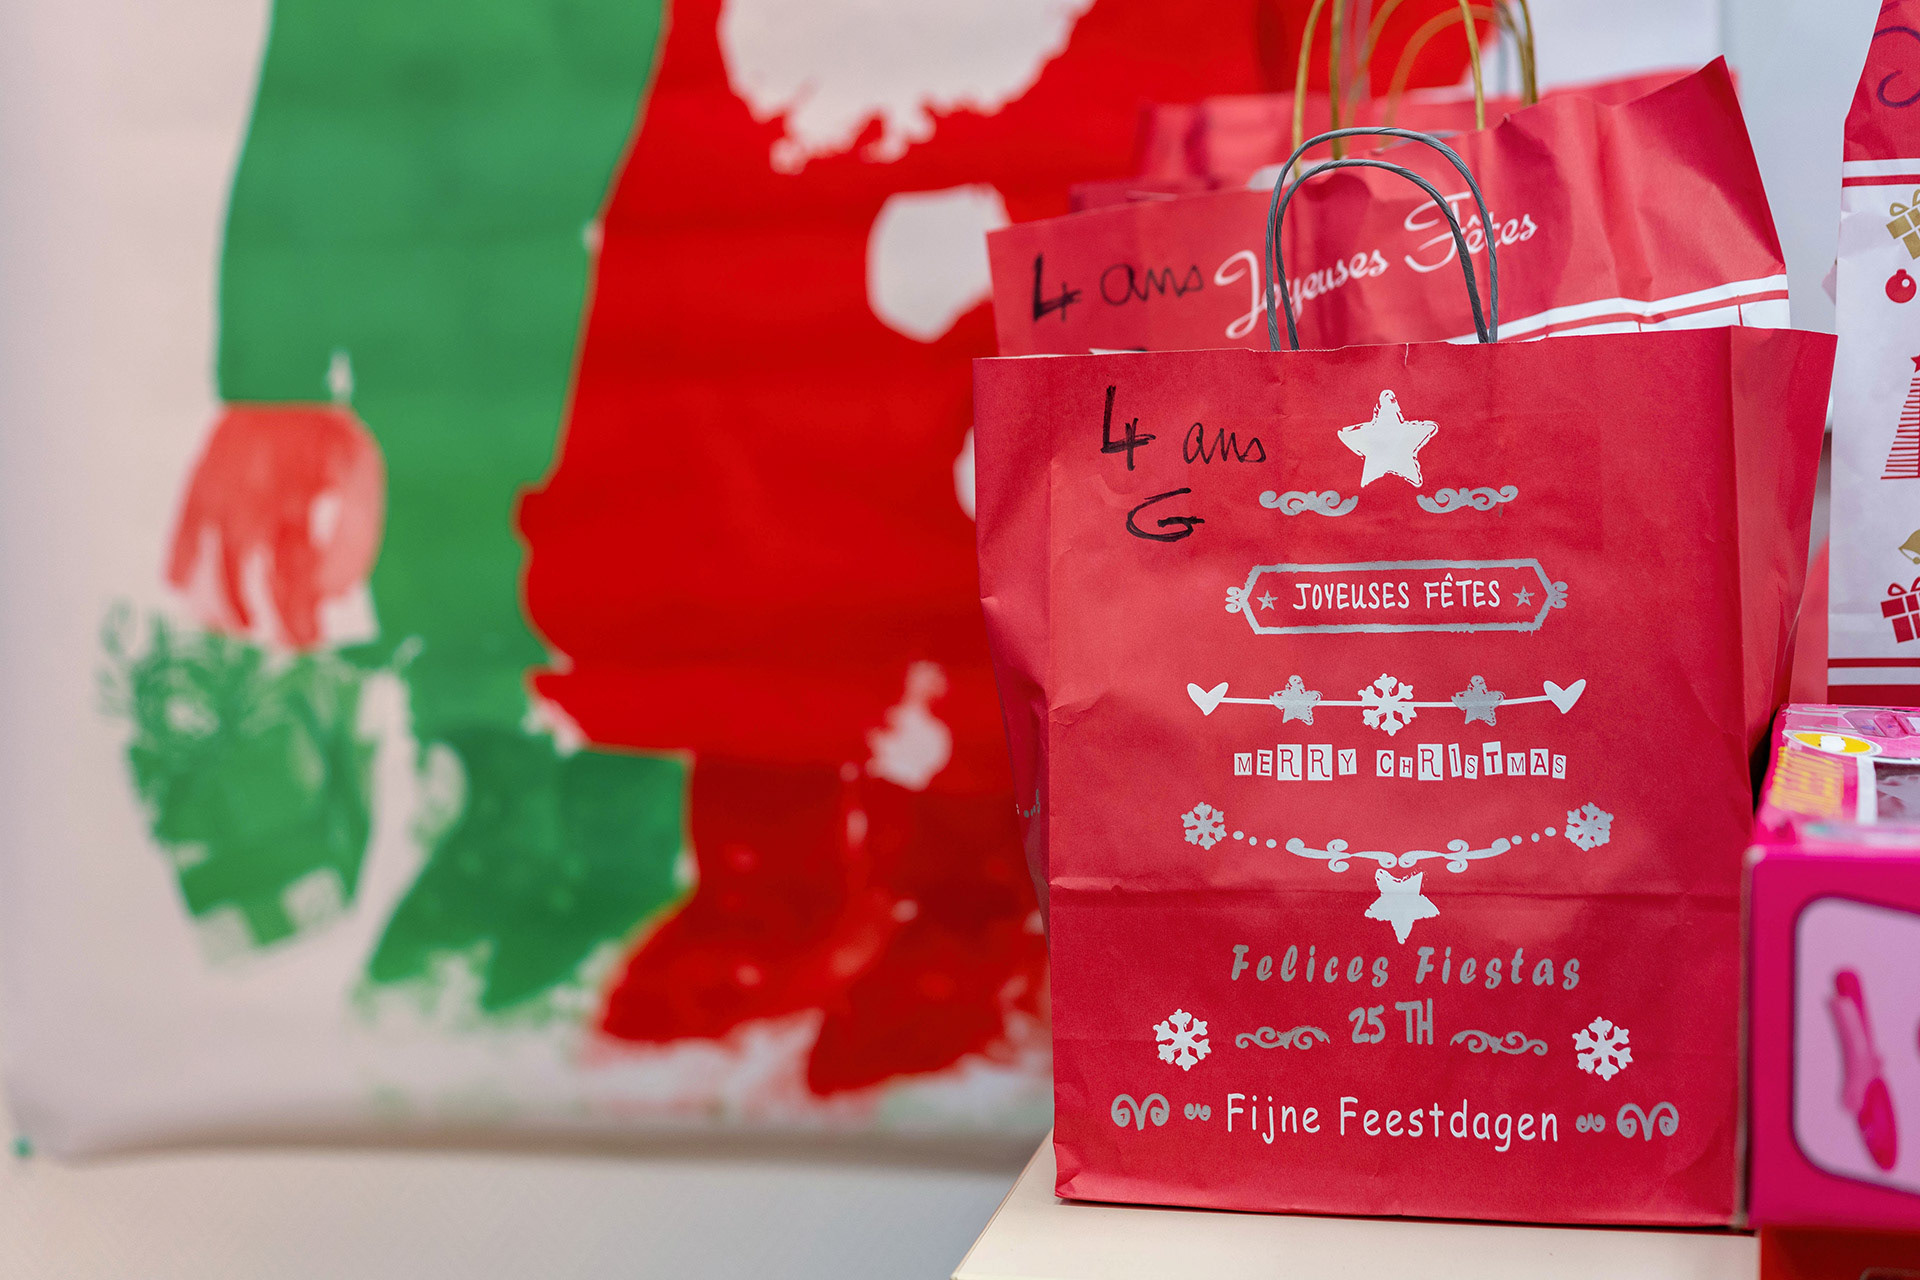 4 ans
Joyeuses Fêtes
4 ans
G
JOYEUSES FÊTES
MERRY CHRISTMAS
Felices Fiestas
25 TH
Fijne Feestdagen